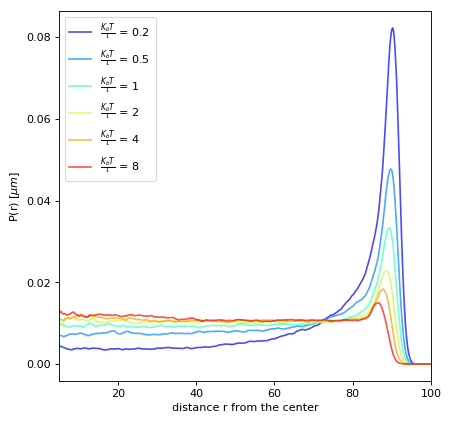 0.08
0.06
0.04
0.02
0.00
P(r) [μm]
K_bT/ι = 0.2
K_bT/ι = 0.5
K_bT/ι = 1
K_bT/ι = 2
K_bT/ι = 4
K_bT/ι = 8
20 40 60 80 100
distance r from the center